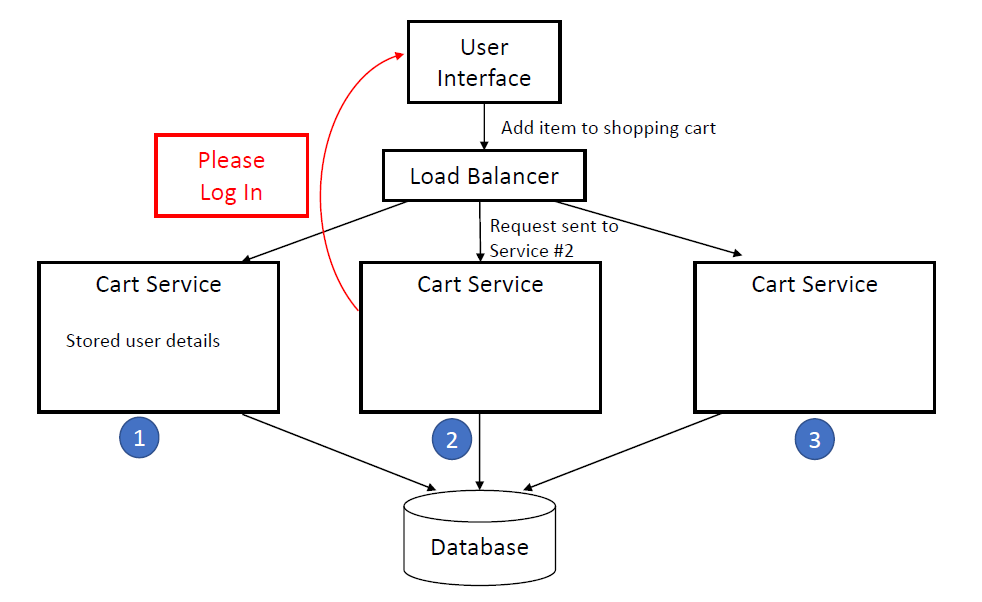 User
Interface
Add item to shopping cart
Please
Log In
Load Balancer
Request sent to
Service #2
Cart Service
Stored user details
Cart Service
Cart Service
1
2
3
Database